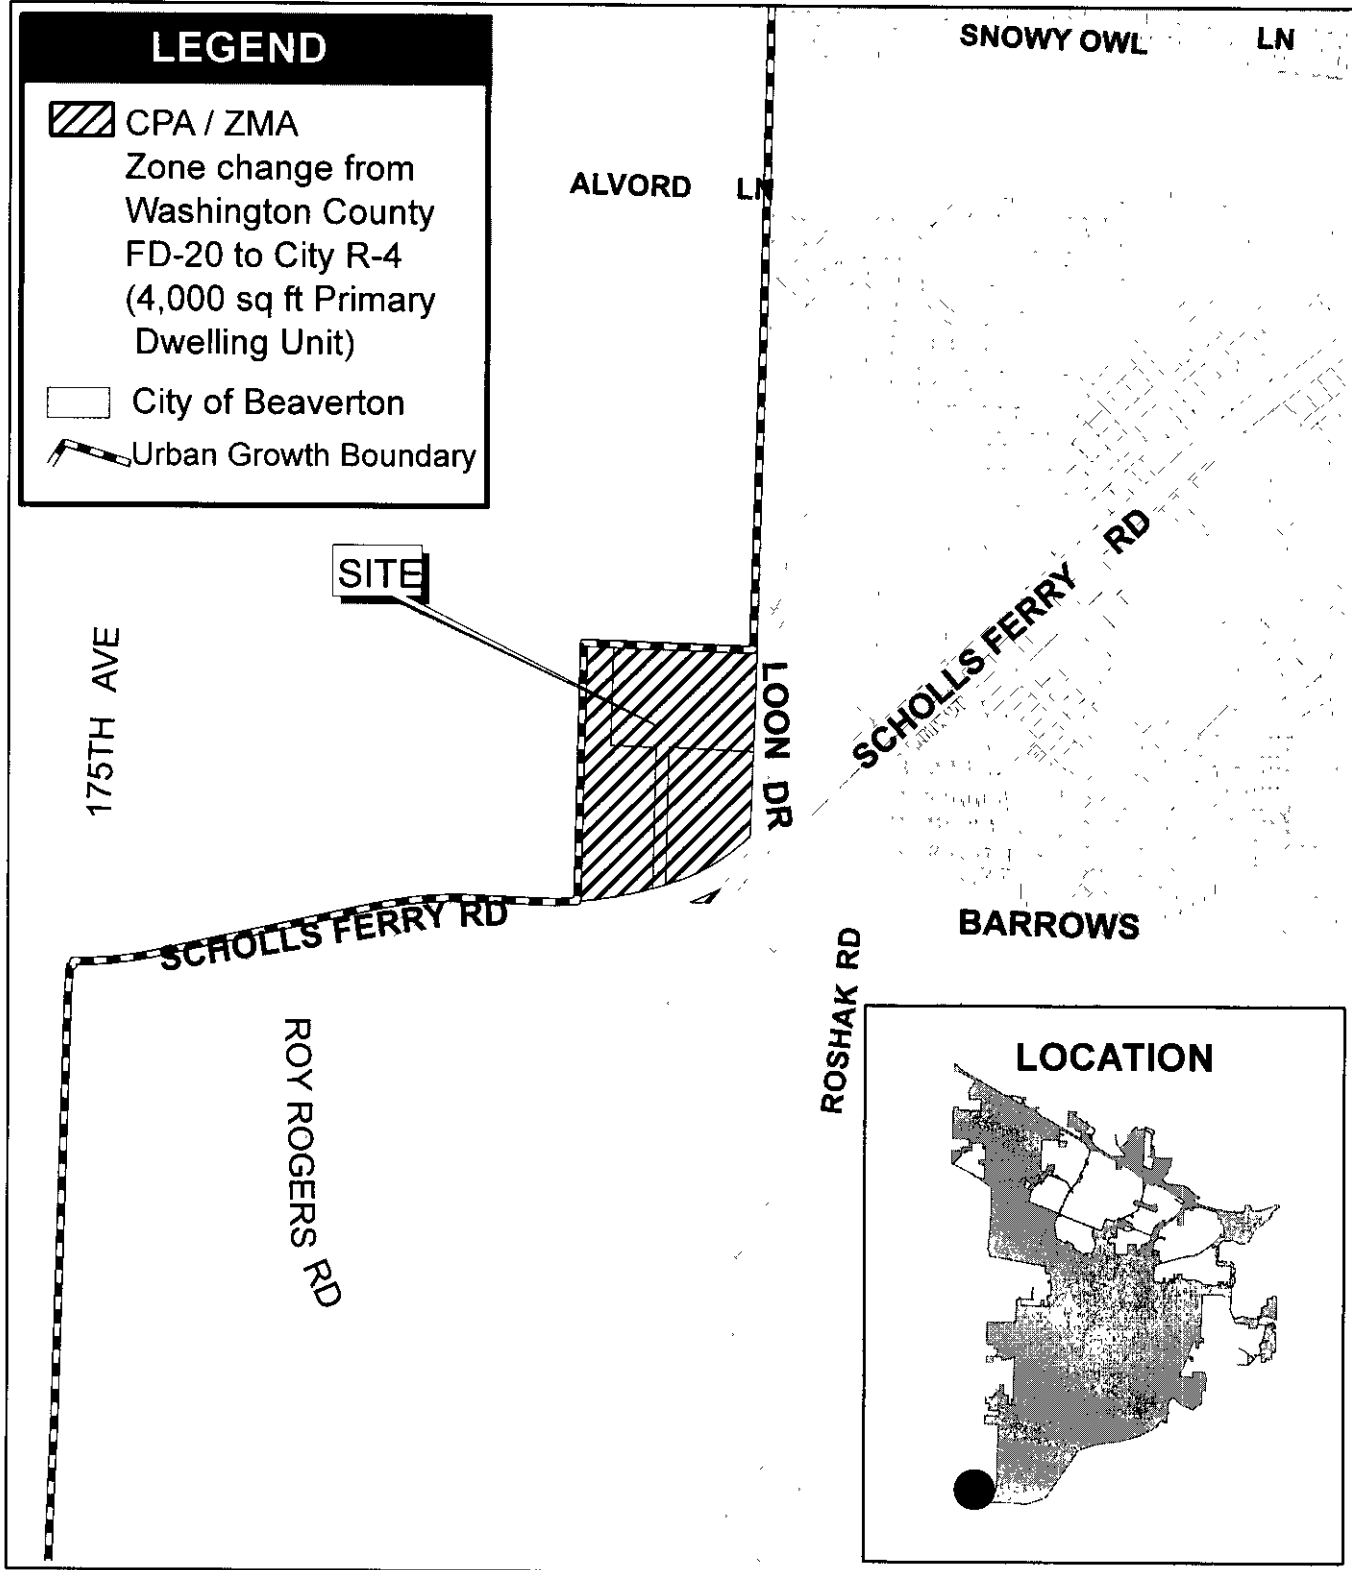 LEGEND
CPA / ZMA
Zone change from
Washington County
FD-20 to City R-4
(4,000 sq ft Primary
Dwelling Unit)
City of Beaverton
Urban Growth Boundary
SNOWY OWL LN
ALVORD LN
SCHOLLS FERRY RD
SITE
175TH AVE
LOON DR
SCHOLLS FERRY RD
BARROWS
ROSHAK RD
ROY ROGERS RD
LOCATION